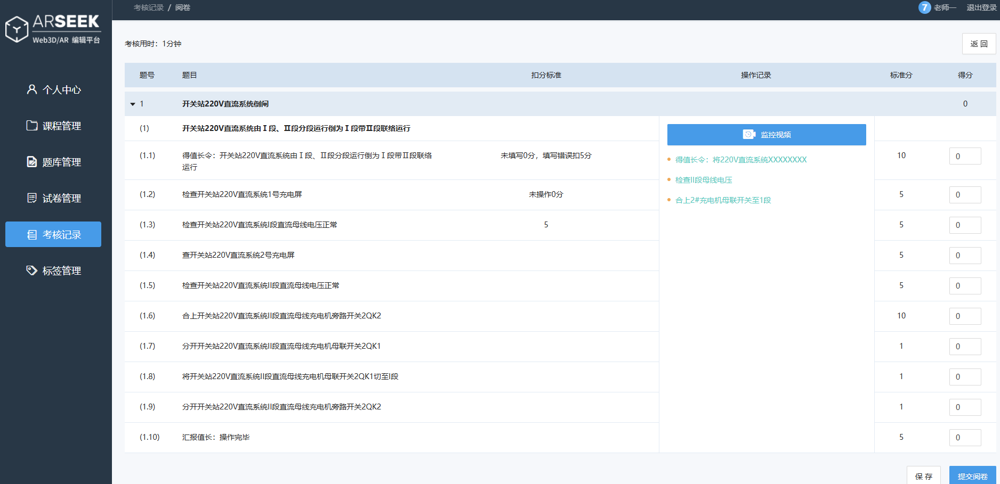 ARSEEK
Web3D/AR 编辑平台
个人中心
课程管理
题库管理
试卷管理
考核记录
标签管理
考核记录 / 阅卷
7 老师一 退出登录
考核用时：1分钟
返 回
题号 题目 扣分标准 操作记录 标准分 得分
1 开关站220V直流系统倒闸 0
(1) 开关站220V直流系统由Ⅰ段、Ⅱ段分段运行倒为Ⅰ段带Ⅱ段联络运行
监控视频
得值长令：将220V直流系统XXXXXXXX
检查II段母线电压
合上2#充电机母联开关至1段
(1.1) 得值长令：开关站220V直流系统由Ⅰ段、Ⅱ段分段运行倒为Ⅰ段带Ⅱ段联络
运行 未填写0分，填写错误扣5分 10 0
(1.2) 检查开关站220V直流系统1号充电屏 未操作0分 5 0
(1.3) 检查开关站220V直流系统I段直流母线电压正常 5 5 0
(1.4) 查开关站220V直流系统2号充电屏 5 0
(1.5) 检查开关站220V直流系统II段直流母线电压正常 5 0
(1.6) 合上开关站220V直流系统II段直流母线充电机旁路开关2QK2 10 0
(1.7) 分开开关站220V直流系统II段直流母线充电机母联开关2QK1 1 0
(1.8) 将开关站220V直流系统II段直流母线充电机母联开关2QK1切至I段 1 0
(1.9) 分开开关站220V直流系统II段直流母线充电机旁路开关2QK2 1 0
(1.10) 汇报值长：操作完毕 5 0
保 存 提交阅卷